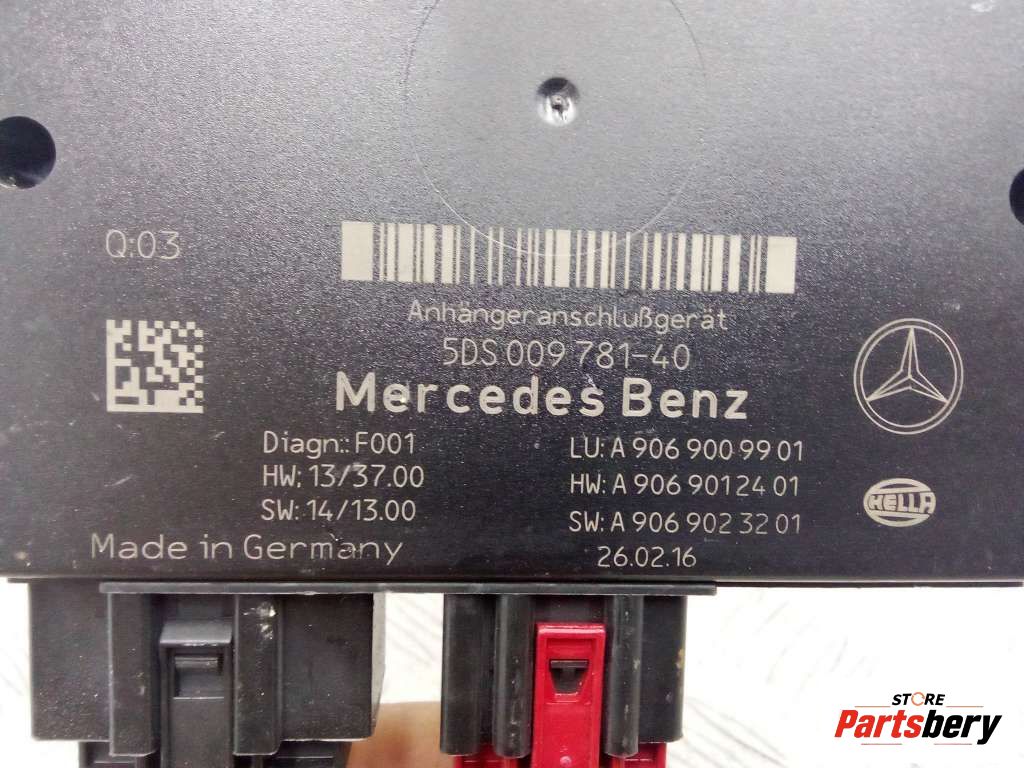 Q:03
Anhängeranschlußgerät
5DS 009 781-40
Mercedes Benz
Diagn.: F001
HW: 13/37.00
SW: 14/13.00
LU: A 906 900 99 01
HW: A 906 901 24 01
SW: A 906 902 32 01
HELLA
Made in Germany
26.02.16
STORE
Partsbery